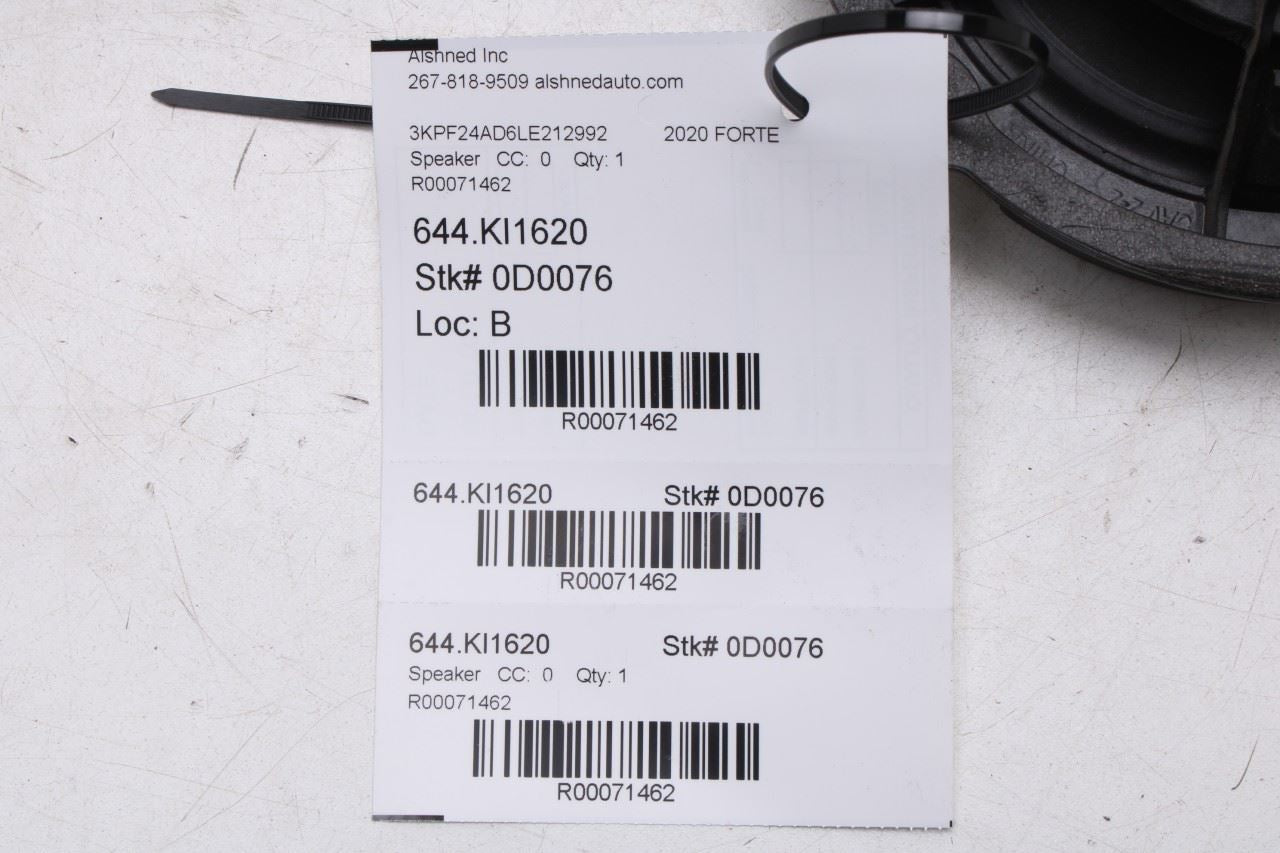 Alshned Inc
267-818-9509 alshnedauto.com
3KPF24AD6LE212992 2020 FORTE
Speaker CC: 0 Qty: 1
R00071462
644.KI1620
Stk# 0D0076
Loc: B
R00071462
644.KI1620 Stk# 0D0076
R00071462
644.KI1620 Stk# 0D0076
Speaker CC: 0 Qty: 1
R00071462
R00071462